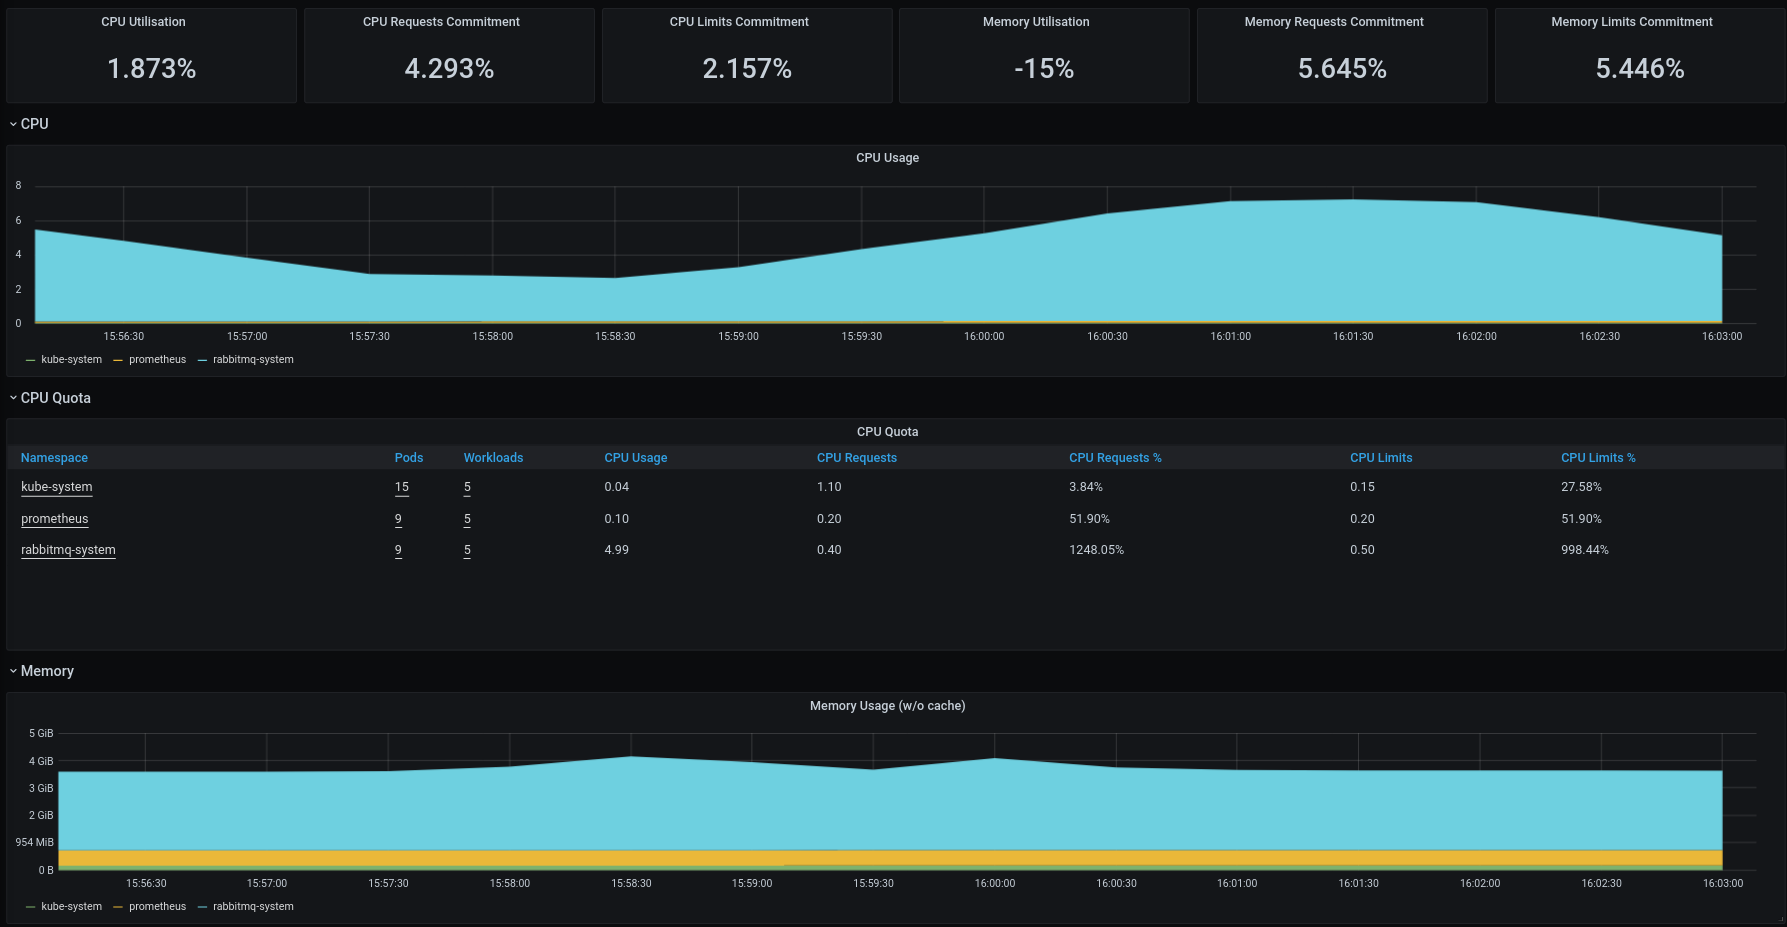 CPU Utilisation CPU Requests Commitment CPU Limits Commitment Memory Utilisation Memory Requests Commitment Memory Limits Commitment
1.873% 4.293% 2.157% -15% 5.645% 5.446%
CPU
CPU Usage
8
6
4
2
0
15:56:30 15:57:00 15:57:30 15:58:00 15:58:30 15:59:00 15:59:30 16:00:00 16:00:30 16:01:00 16:01:30 16:02:00 16:02:30 16:03:00
kube-system prometheus rabbitmq-system
CPU Quota
CPU Quota
Namespace Pods Workloads CPU Usage CPU Requests CPU Requests % CPU Limits CPU Limits %
kube-system 15 5 0.04 1.10 3.84% 0.15 27.58%
prometheus 9 5 0.10 0.20 51.90% 0.20 51.90%
rabbitmq-system 9 5 4.99 0.40 1248.05% 0.50 998.44%
Memory
Memory Usage (w/o cache)
5 GiB
4 GiB
3 GiB
2 GiB
954 MiB
0 B
15:56:30 15:57:00 15:57:30 15:58:00 15:58:30 15:59:00 15:59:30 16:00:00 16:00:30 16:01:00 16:01:30 16:02:00 16:02:30 16:03:00
kube-system prometheus rabbitmq-system